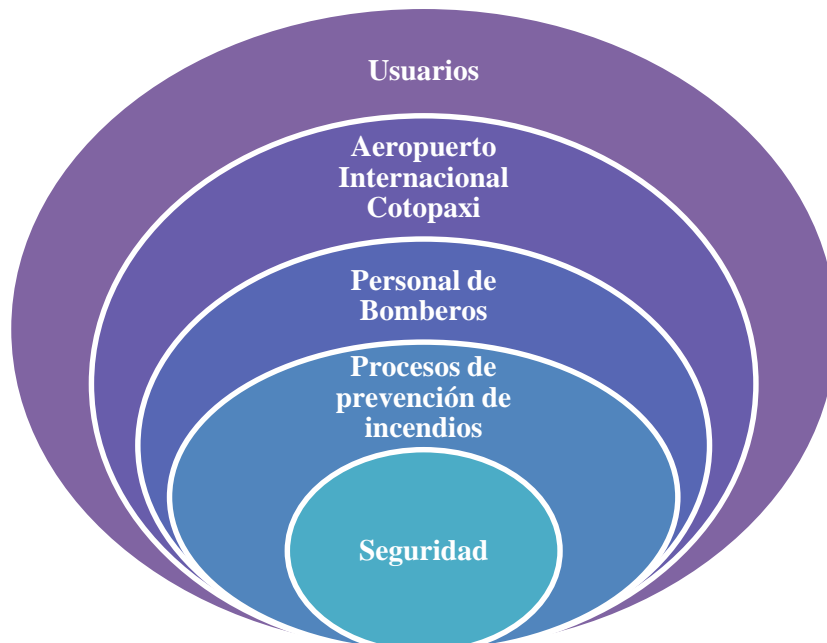 Usuarios
Aeropuerto
Internacional
Cotopaxi
Personal de
Bomberos
Procesos de
prevención de
incendios
Seguridad